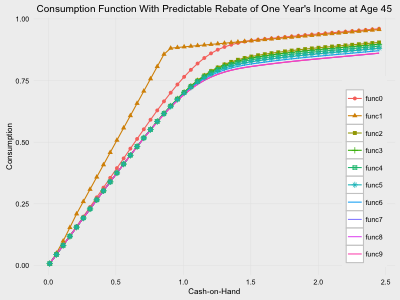 Consumption Function With Predictable Rebate of One Year's Income at Age 45
1.00
0.75
0.50
0.25
0.00
Consumption
0.0 0.5 1.0 1.5 2.0 2.5
Cash-on-Hand
func0
func1
func2
func3
func4
func5
func6
func7
func8
func9